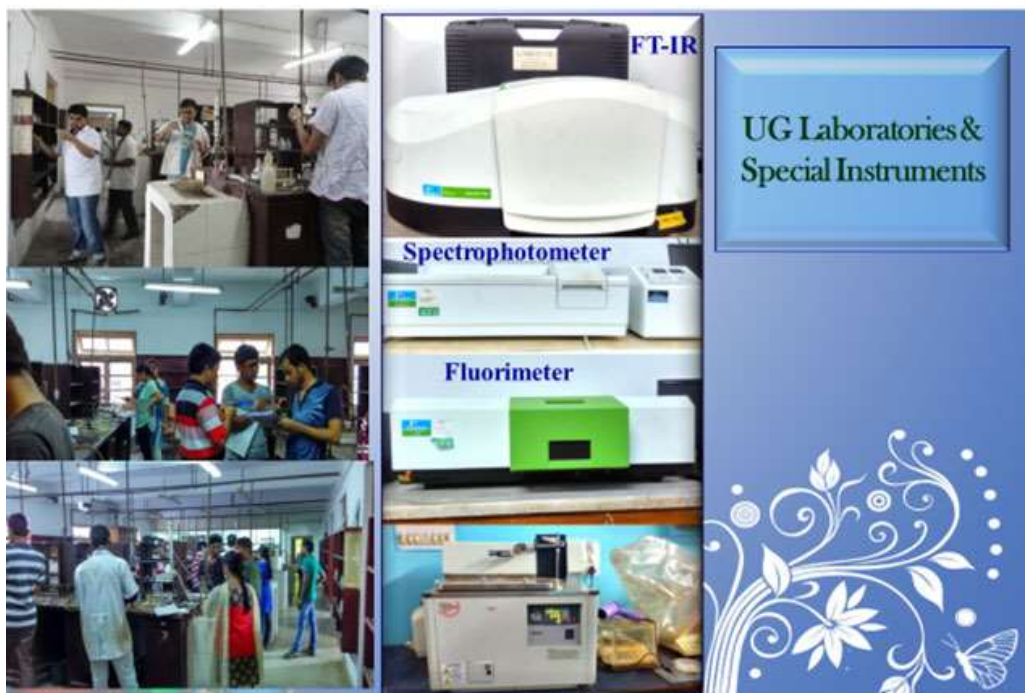 FT-IR
UG Laboratories &
Special Instruments
Spectrophotometer
Fluorimeter